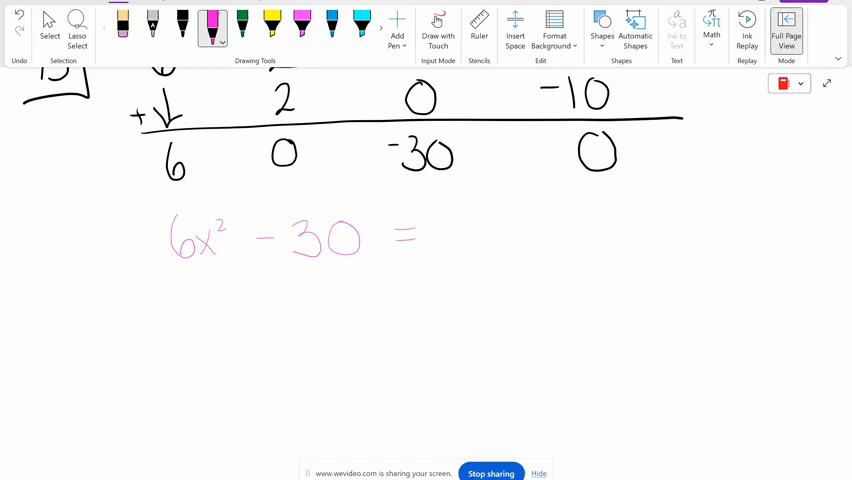 Undo
Select
Lasso Select
Drawing Tools
Add Pen
Draw with Touch
Input Mode
Ruler
Stencils
Insert Space
Format Background
Edit
Shapes
Automatic Shapes
Shapes
Ink to Text
Text
Math
Ink Replay
Replay
Full Page View
Mode
+ ↓ 2 0 -10
6 0 -30 0
6x² - 30 =
www.wevideo.com is sharing your screen.
Stop sharing
Hide